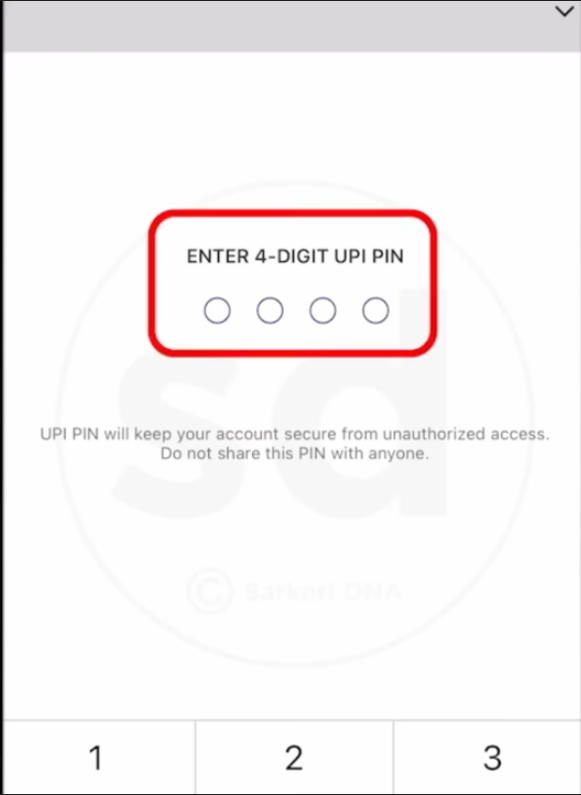 ENTER 4-DIGIT UPI PIN
UPI PIN will keep your account secure from unauthorized access.
Do not share this PIN with anyone.
sd
© Sarkari DNA
1 2 3